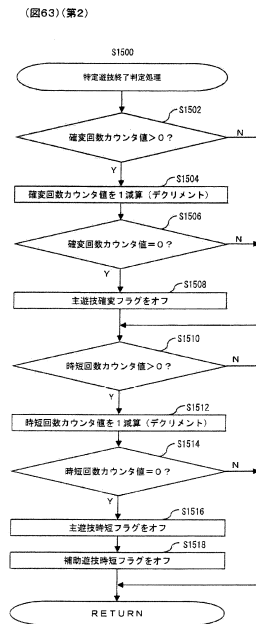 (図63)(第2)
S1500
特定遊技終了判定処理
S1502
確変回数カウンタ値>0?
N
Y
S1504
確変回数カウンタ値を1減算(デクリメント)
S1506
確変回数カウンタ値=0?
N
Y
S1508
主遊技確変フラグをオフ
S1510
時短回数カウンタ値>0?
N
Y
S1512
時短回数カウンタ値を1減算(デクリメント)
S1514
時短回数カウンタ値=0?
N
Y
S1516
主遊技時短フラグをオフ
S1518
補助遊技時短フラグをオフ
RETURN